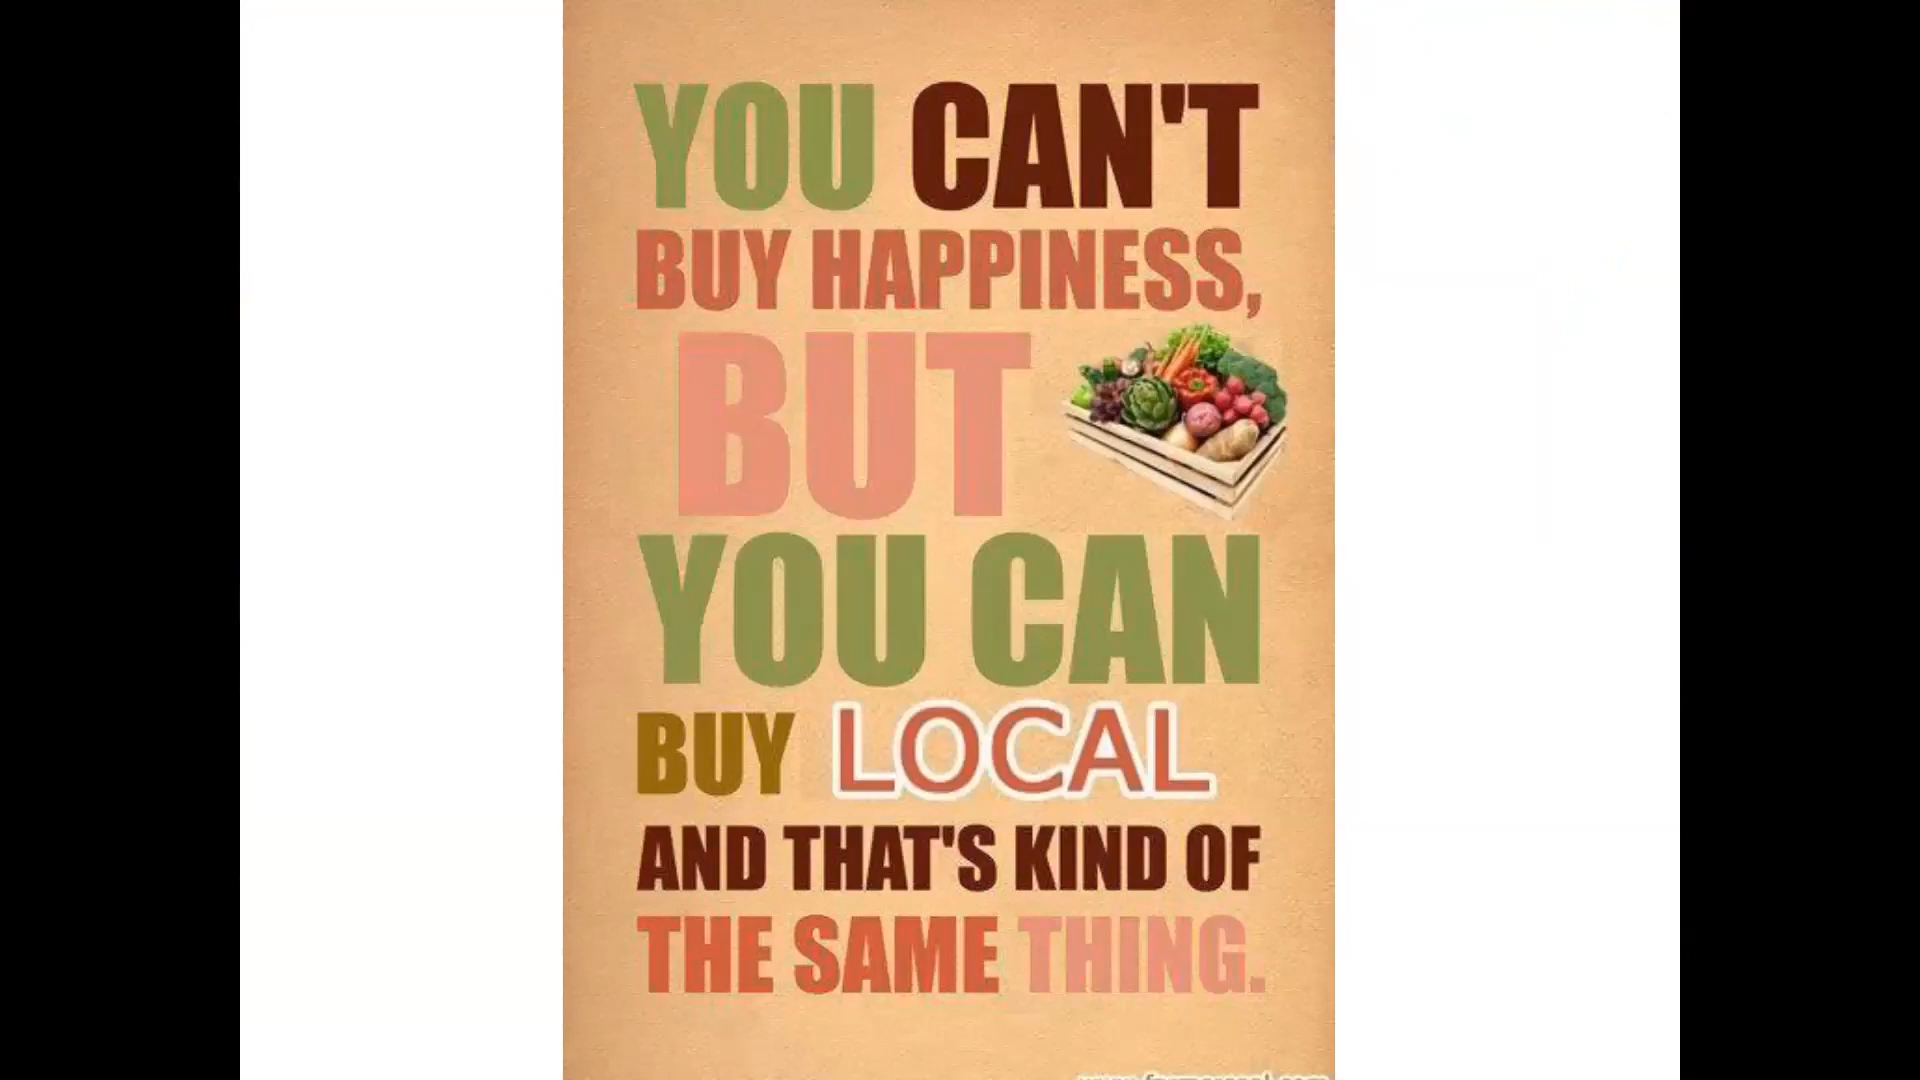 YOU CAN'T
BUY HAPPINESS,
BUT
YOU CAN
BUY LOCAL
AND THAT'S KIND OF
THE SAME THING.